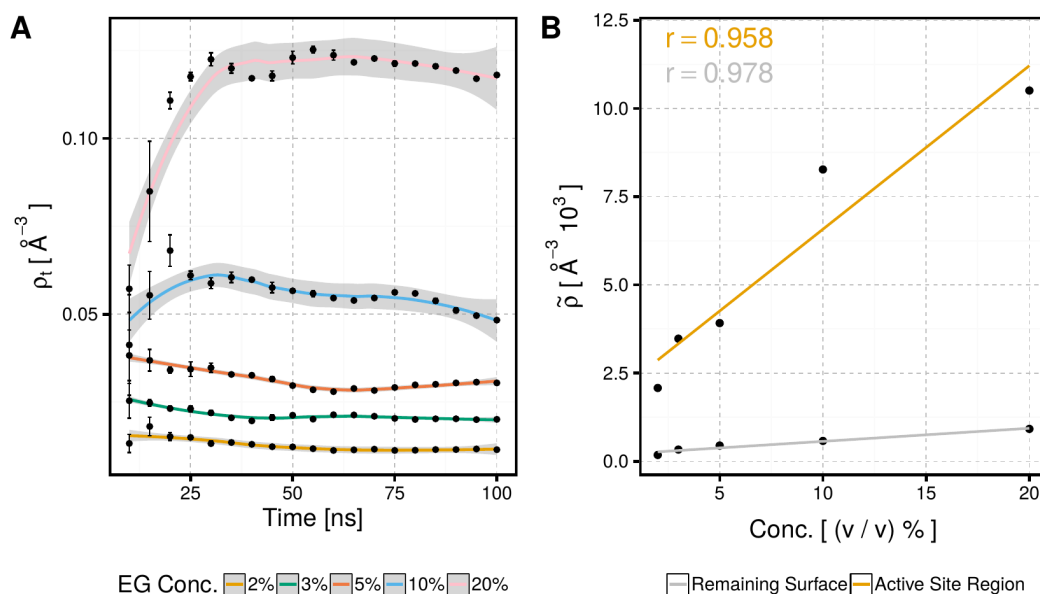 A
0.10
0.05
ρt [ Å⁻³ ]
25
50
75
100
Time [ns]
EG Conc.
2%
3%
5%
10%
20%
B
r = 0.958
r = 0.978
12.5
10.0
7.5
5.0
2.5
0.0
ρ̃ [ Å⁻³ 10³ ]
5
10
15
20
Conc. [ (v / v) % ]
Remaining Surface
Active Site Region